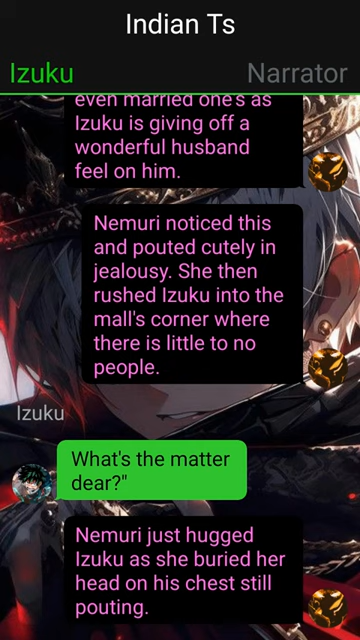 Indian Ts
Izuku
Narrator
even married one's as
Izuku is giving off a
wonderful husband
feel on him.
Nemuri noticed this
and pouted cutely in
jealousy. She then
rushed Izuku into the
mall's corner where
there is little to no
people.
Izuku
What's the matter
dear?"
Nemuri just hugged
Izuku as she buried her
head on his chest still
pouting.